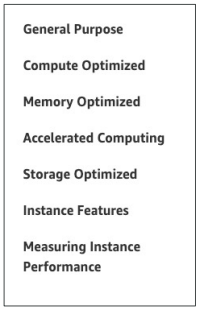 General Purpose
Compute Optimized
Memory Optimized
Accelerated Computing
Storage Optimized
Instance Features
Measuring Instance
Performance